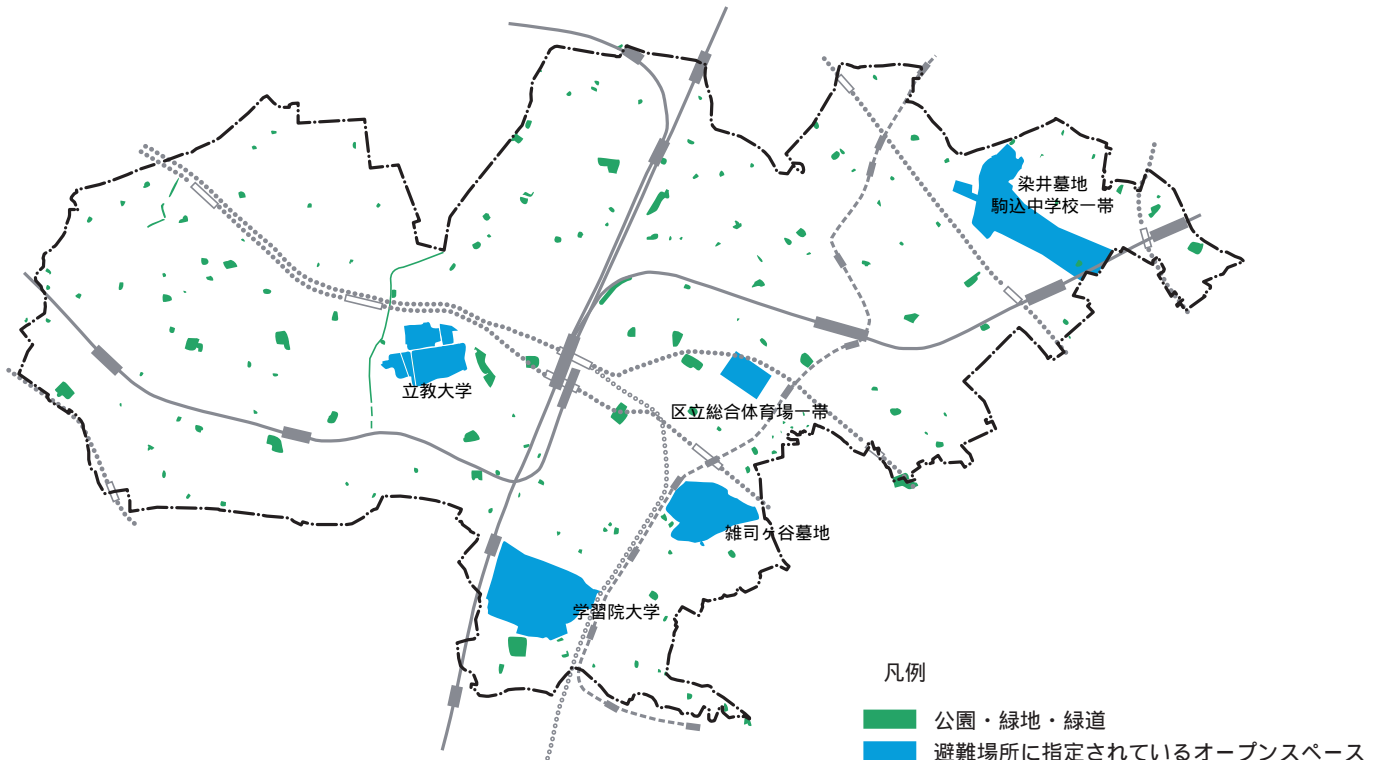 染井墓地
駒込中学校一帯
立教大学
区立総合体育場一帯
雑司ヶ谷墓地
学習院大学
凡例
公園・緑地・緑道
避難場所に指定されているオープンスペース